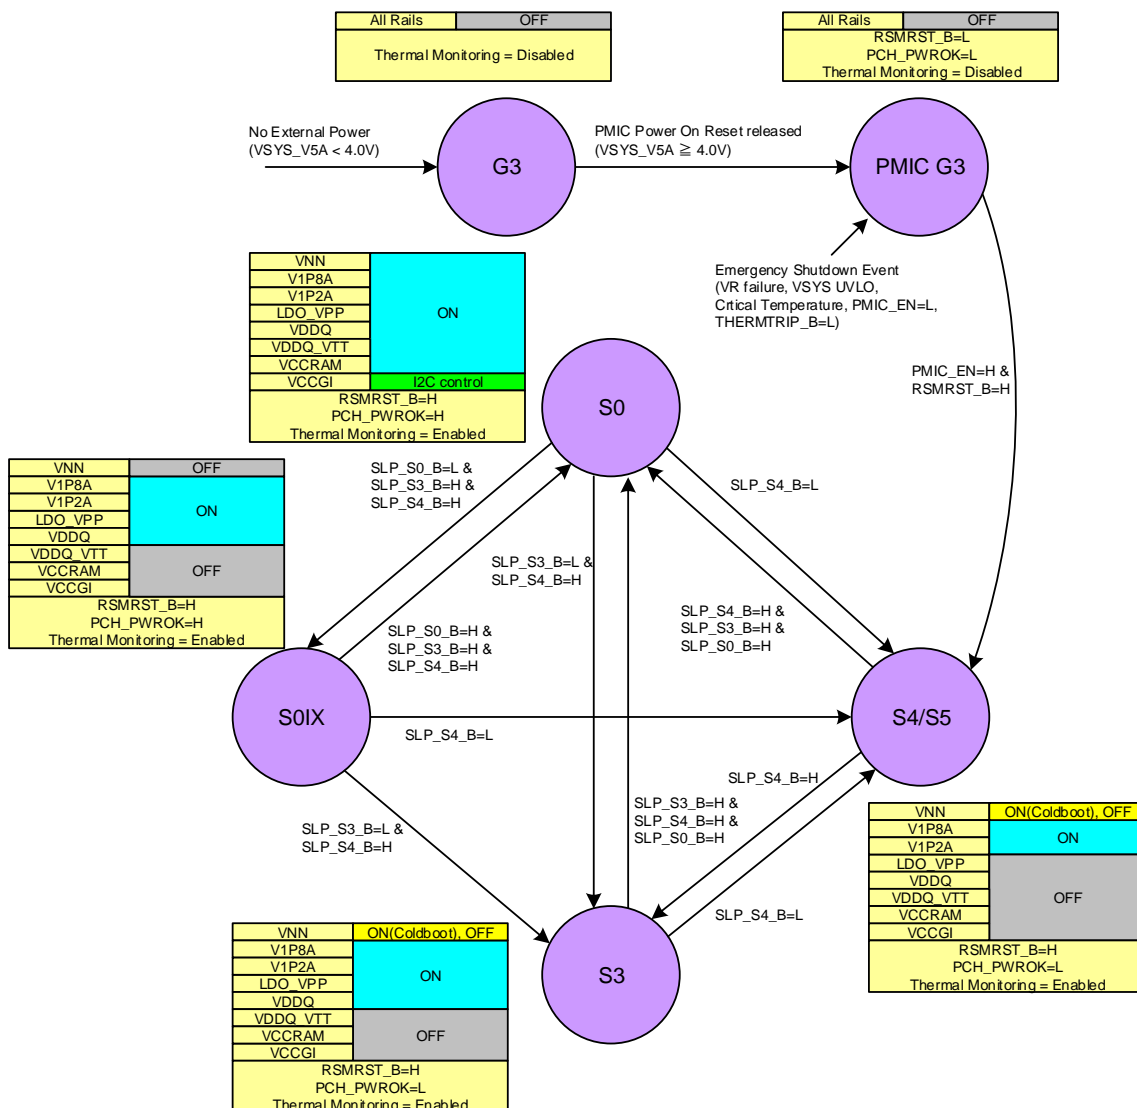 All Rails OFF
Thermal Monitoring = Disabled
All Rails OFF
RSMRST_B=L
PCH_PWROK=L
Thermal Monitoring = Disabled
No External Power
(VSYS_V5A < 4.0V)
G3
PMIC Power On Reset released
(VSYS_V5A ≧ 4.0V)
PMIC G3
Emergency Shutdown Event
(VR failure, VSYS UVLO,
Crtical Temperature, PMIC_EN=L,
THERMTRIP_B=L)
PMIC_EN=H &
RSMRST_B=H
VNN
V1P8A
V1P2A
LDO_VPP
VDDQ
VDDQ_VTT
VCCRAM
ON
VCCGI I2C control
RSMRST_B=H
PCH_PWROK=H
Thermal Monitoring = Enabled
S0
VNN OFF
V1P8A
V1P2A
LDO_VPP
VDDQ
ON
VDDQ_VTT
VCCRAM
VCCGI
OFF
RSMRST_B=H
PCH_PWROK=H
Thermal Monitoring = Enabled
SLP_S0_B=L &
SLP_S3_B=H &
SLP_S4_B=H
SLP_S4_B=L
SLP_S3_B=L &
SLP_S4_B=H
SLP_S0_B=H &
SLP_S3_B=H &
SLP_S4_B=H
SLP_S4_B=H &
SLP_S3_B=H &
SLP_S0_B=H
S0IX
SLP_S4_B=L
S4/S5
SLP_S3_B=L &
SLP_S4_B=H
SLP_S3_B=H &
SLP_S4_B=H &
SLP_S0_B=H
SLP_S4_B=H
SLP_S4_B=L
VNN ON(Coldboot), OFF
V1P8A
V1P2A
ON
LDO_VPP
VDDQ
VDDQ_VTT
VCCRAM
VCCGI
OFF
RSMRST_B=H
PCH_PWROK=L
Thermal Monitoring = Enabled
VNN ON(Coldboot), OFF
V1P8A
V1P2A
LDO_VPP
VDDQ
ON
VDDQ_VTT
VCCRAM
VCCGI
OFF
RSMRST_B=H
PCH_PWROK=L
Thermal Monitoring = Enabled
S3